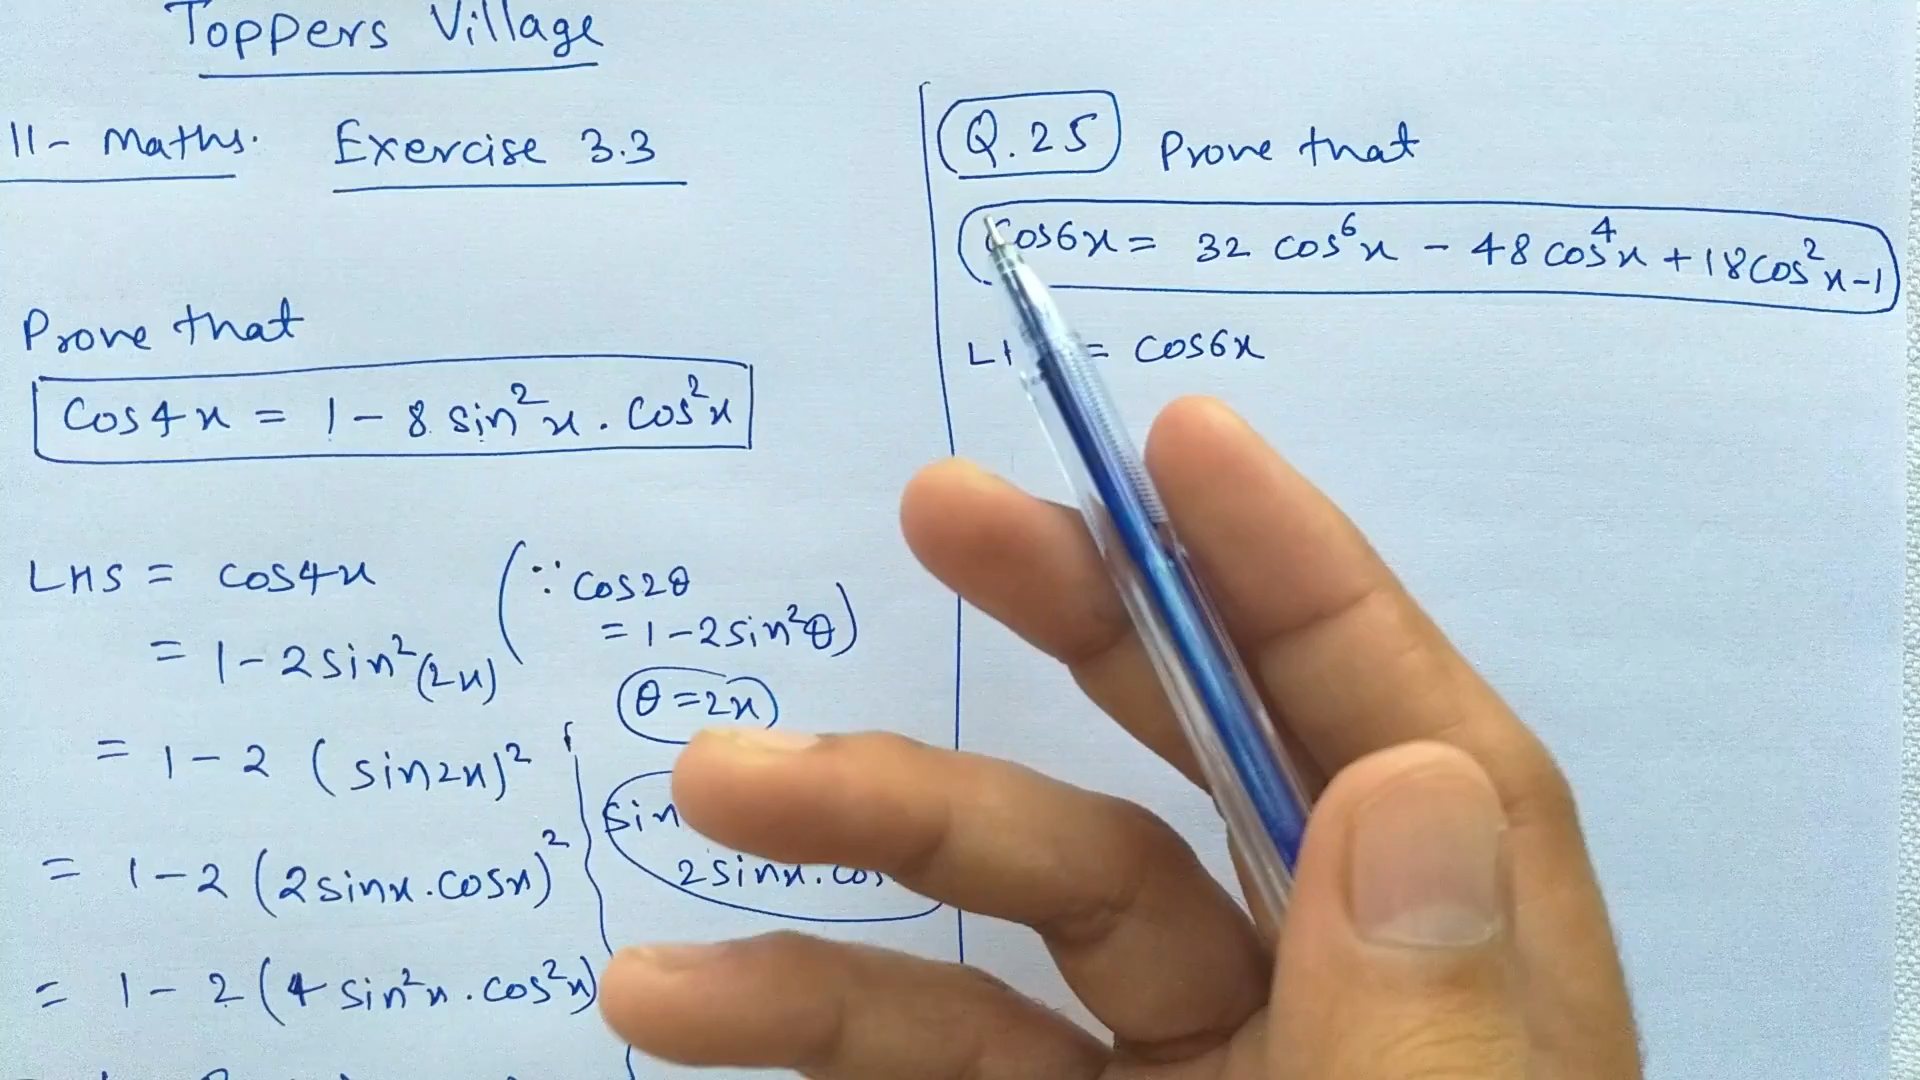 Toppers Village
11- Maths. Exercise 3.3
Prove that
Cos4x = 1 - 8 sin²x . Cos²x
LHS = cos4x
= 1-2sin²(2x)
= 1-2 (sin2x)²
= 1-2 (2sinx.cosx)²
= 1-2 (4 sin²x . cos²x)
(∵ Cos2θ
= 1-2sin²θ)
θ=2x
sin
2sinx.cos
Q.25 Prove that
Cos6x = 32 cos⁶x - 48 cos⁴x + 18cos²x-1
= cos6x